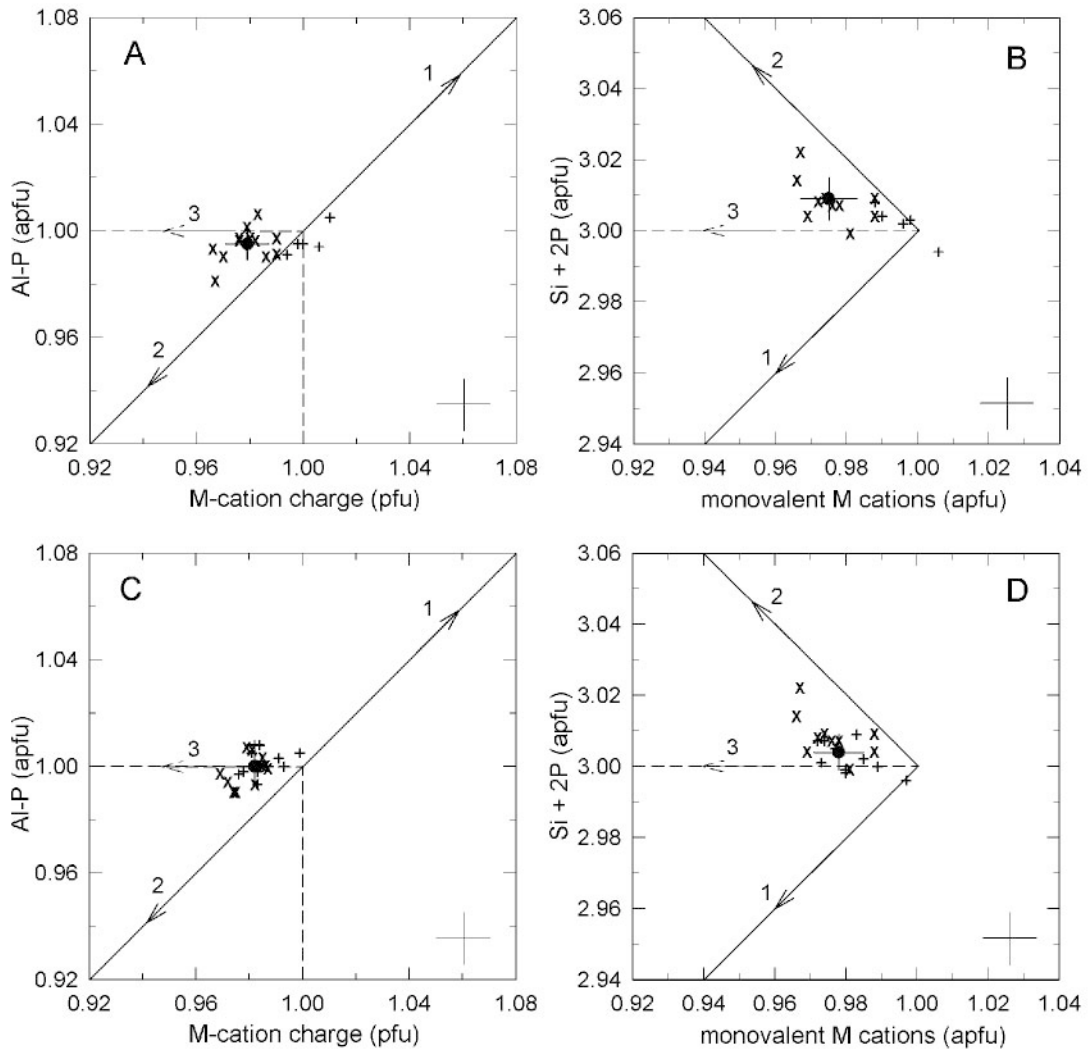 A
Al-P (apfu)
1.08
1.04
1.00
0.96
0.92
1
3
2
0.92 0.96 1.00 1.04 1.08
M-cation charge (pfu)
B
Si + 2P (apfu)
3.06
3.04
3.02
3.00
2.98
2.96
2.94
2
3
1
0.92 0.94 0.96 0.98 1.00 1.02 1.04
monovalent M cations (apfu)
C
Al-P (apfu)
1.08
1.04
1.00
0.96
0.92
1
3
2
0.92 0.96 1.00 1.04 1.08
M-cation charge (pfu)
D
Si + 2P (apfu)
3.06
3.04
3.02
3.00
2.98
2.96
2.94
2
3
1
0.92 0.94 0.96 0.98 1.00 1.02 1.04
monovalent M cations (apfu)